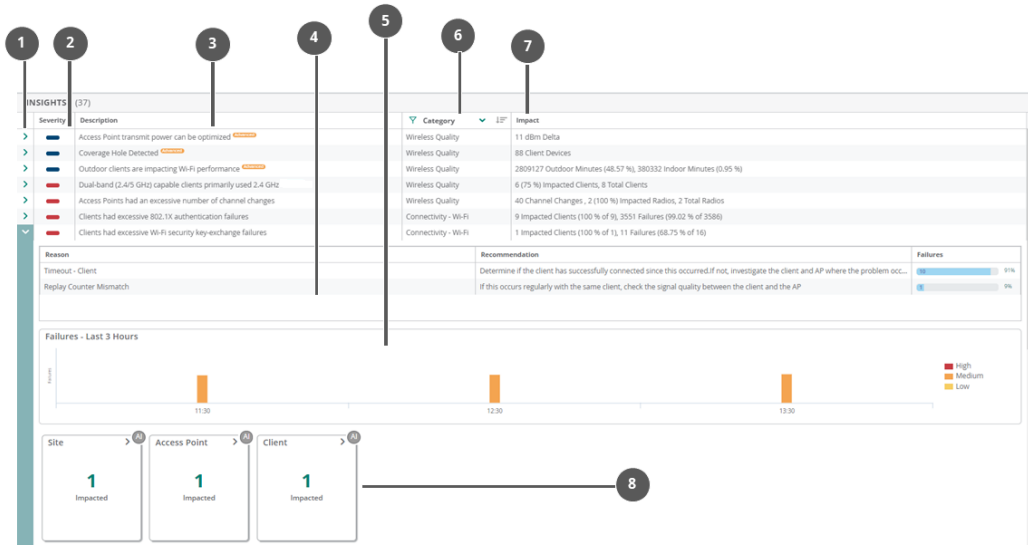 1 2 3 4 5 6 7
INSIGHTS (37)
Severity Description Category Impact
Access Point transmit power can be optimized Wireless Quality 11 dBm Delta
Coverage Hole Detected Wireless Quality 88 Client Devices
Outdoor clients are impacting Wi-Fi performance Wireless Quality 2809127 Outdoor Minutes (48.57 %), 380332 Indoor Minutes (0.95 %)
Dual-band (2.4/5 GHz) capable clients primarily used 2.4 GHz Wireless Quality 6 (75 %) Impacted Clients, 8 Total Clients
Access Points had an excessive number of channel changes Wireless Quality 40 Channel Changes , 2 (100 %) Impacted Radios, 2 Total Radios
Clients had excessive 802.1X authentication failures Connectivity - Wi-Fi 9 Impacted Clients (100 % of 9), 3551 Failures (99.02 % of 3586)
Clients had excessive Wi-Fi security key-exchange failures Connectivity - Wi-Fi 1 Impacted Clients (100 % of 1), 11 Failures (68.75 % of 16)
Reason Recommendation Failures
Timeout - Client Determine if the client has successfully connected since this occurred.If not, investigate the client and AP where the problem occ... 10 91%
Replay Counter Mismatch If this occurs regularly with the same client, check the signal quality between the client and the AP 1 9%
Failures - Last 3 Hours
Failures
High
Medium
Low
11:30 12:30 13:30
Site AI Access Point AI Client AI
1 1 1
Impacted Impacted Impacted
8